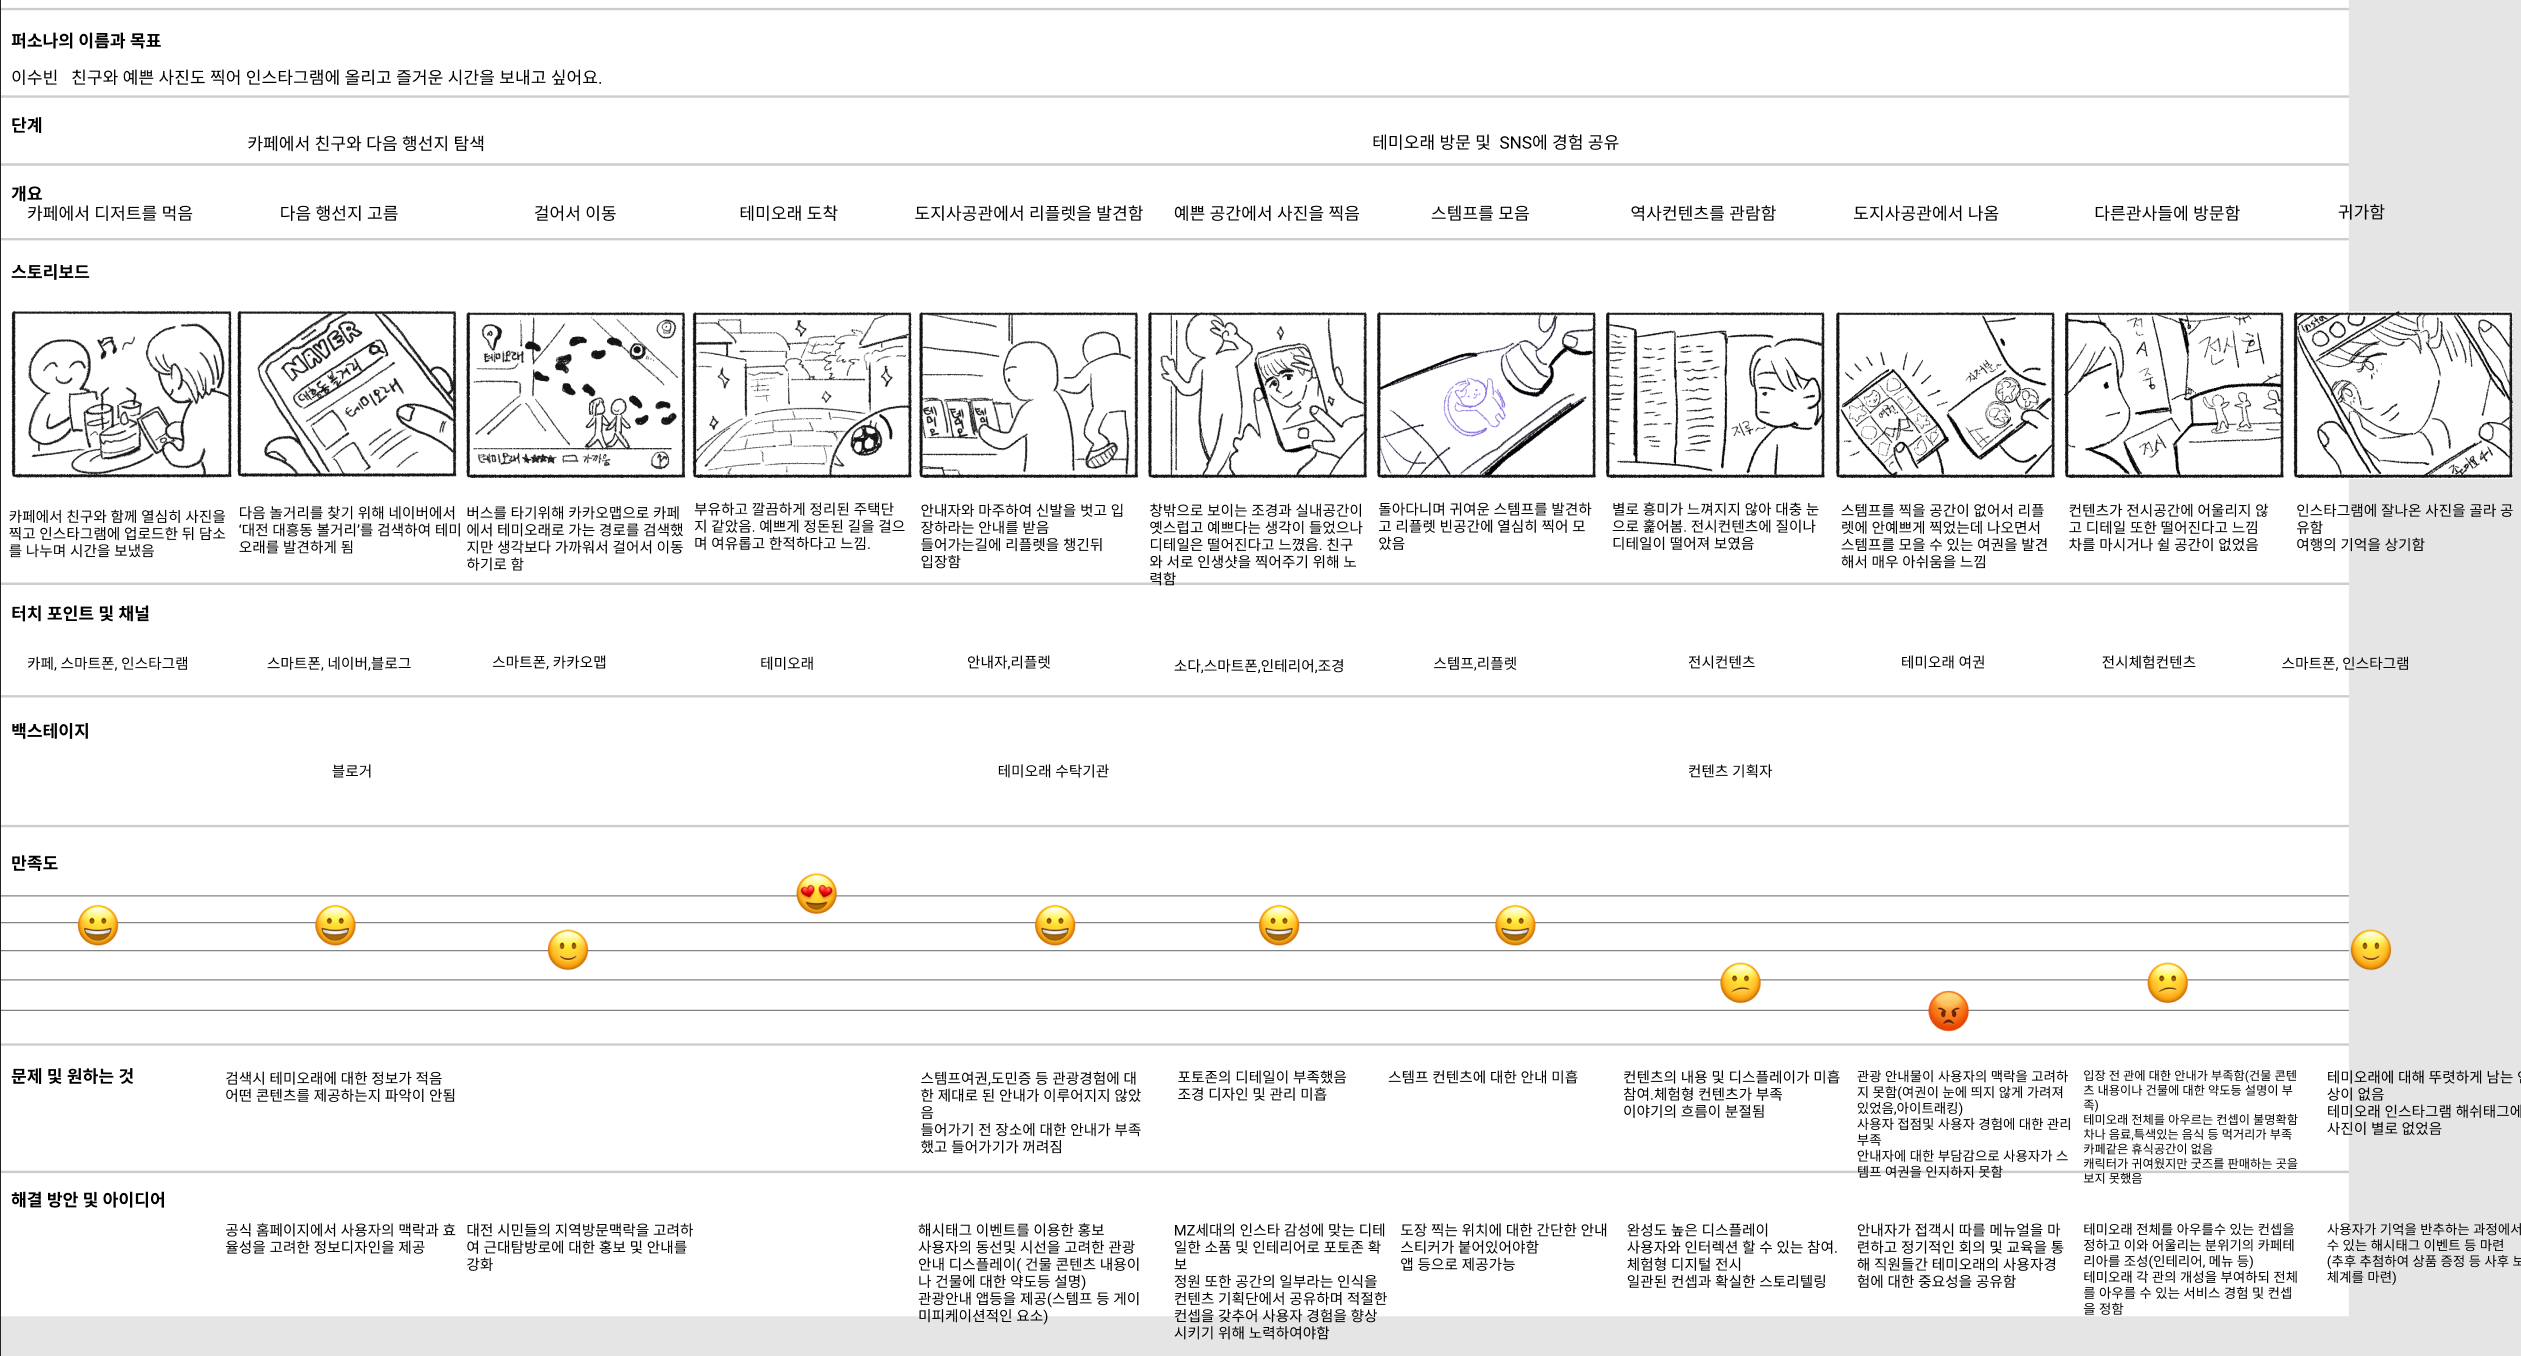 퍼소나의 이름과 목표
이수빈 친구와 예쁜 사진도 찍어 인스타그램에 올리고 즐거운 시간을 보내고 싶어요.
단계
카페에서 친구와 다음 행선지 탐색
테미오래 방문 및 SNS에 경험 공유
개요
카페에서 디저트를 먹음
다음 행선지 고름
걸어서 이동
테미오래 도착
도지사공관에서 리플렛을 발견함
예쁜 공간에서 사진을 찍음
스템프를 모음
역사컨텐츠를 관람함
도지사공관에서 나옴
다른관사들에 방문함
귀가함
스토리보드
NAVER
대흥동볼거리
테미오래
테미오래
테미오래 ★★★★
가까움
테미오
테미오
테미
지루~
여권
전시중
전시회
전시
insta
좋아요 41
카페에서 친구와 함께 열심히 사진을
찍고 인스타그램에 업로드한 뒤 담소
를 나누며 시간을 보냈음
다음 놀거리를 찾기 위해 네이버에서
‘대전 대흥동 볼거리’를 검색하여 테미
오래를 발견하게 됨
버스를 타기위해 카카오맵으로 카페
에서 테미오래로 가는 경로를 검색했
지만 생각보다 가까워서 걸어서 이동
하기로 함
부유하고 깔끔하게 정리된 주택단
지 같았음. 예쁘게 정돈된 길을 걸으
며 여유롭고 한적하다고 느낌.
안내자와 마주하여 신발을 벗고 입
장하라는 안내를 받음
들어가는길에 리플렛을 챙긴뒤
입장함
창밖으로 보이는 조경과 실내공간이
옛스럽고 예쁘다는 생각이 들었으나
디테일은 떨어진다고 느꼈음. 친구
와 서로 인생샷을 찍어주기 위해 노
력함
돌아다니며 귀여운 스템프를 발견하
고 리플렛 빈공간에 열심히 찍어 모
았음
별로 흥미가 느껴지지 않아 대충 눈
으로 훑어봄. 전시컨텐츠에 질이나
디테일이 떨어져 보였음
스템프를 찍을 공간이 없어서 리플
렛에 안예쁘게 찍었는데 나오면서
스템프를 모을 수 있는 여권을 발견
해서 매우 아쉬움을 느낌
컨텐츠가 전시공간에 어울리지 않
고 디테일 또한 떨어진다고 느낌
차를 마시거나 쉴 공간이 없었음
인스타그램에 잘나온 사진을 골라 공
유함
여행의 기억을 상기함
터치 포인트 및 채널
카페, 스마트폰, 인스타그램
스마트폰, 네이버,블로그
스마트폰, 카카오맵
테미오래
안내자,리플렛
소다,스마트폰,인테리어,조경
스템프,리플렛
전시컨텐츠
테미오래 여권
전시체험컨텐츠
스마트폰, 인스타그램
백스테이지
블로거
테미오래 수탁기관
컨텐츠 기획자
만족도
문제 및 원하는 것
검색시 테미오래에 대한 정보가 적음
어떤 콘텐츠를 제공하는지 파악이 안됨
스템프여권,도민증 등 관광경험에 대
한 제대로 된 안내가 이루어지지 않았
음
들어가기 전 장소에 대한 안내가 부족
했고 들어가기가 꺼려짐
포토존의 디테일이 부족했음
조경 디자인 및 관리 미흡
스템프 컨텐츠에 대한 안내 미흡
컨텐츠의 내용 및 디스플레이가 미흡
참여.체험형 컨텐츠가 부족
이야기의 흐름이 분절됨
관광 안내물이 사용자의 맥락을 고려하
지 못함(여권이 눈에 띄지 않게 가려져
있었음,아이트래킹)
사용자 접점및 사용자 경험에 대한 관리
부족
안내자에 대한 부담감으로 사용자가 스
템프 여권을 인지하지 못함
입장 전 관에 대한 안내가 부족함(건물 콘텐
츠 내용이나 건물에 대한 약도등 설명이 부
족)
테미오래 전체를 아우르는 컨셉이 불명확함
차나 음료,특색있는 음식 등 먹거리가 부족
카페같은 휴식공간이 없음
캐릭터가 귀여웠지만 굿즈를 판매하는 곳을
보지 못했음
테미오래에 대해 뚜렷하게 남는
상이 없음
테미오래 인스타그램 해쉬태그에
사진이 별로 없었음
해결 방안 및 아이디어
공식 홈페이지에서 사용자의 맥락과 효
율성을 고려한 정보디자인을 제공
대전 시민들의 지역방문맥락을 고려하
여 근대탐방로에 대한 홍보 및 안내를
강화
해시태그 이벤트를 이용한 홍보
사용자의 동선및 시선을 고려한 관광
안내 디스플레이( 건물 콘텐츠 내용이
나 건물에 대한 약도등 설명)
관광안내 앱등을 제공(스템프 등 게이
미피케이션적인 요소)
MZ세대의 인스타 감성에 맞는 디테
일한 소품 및 인테리어로 포토존 확
보
정원 또한 공간의 일부라는 인식을
컨텐츠 기획단에서 공유하며 적절한
컨셉을 갖추어 사용자 경험을 향상
시키기 위해 노력하여야함
도장 찍는 위치에 대한 간단한 안내
스티커가 붙어있어야함
앱 등으로 제공가능
완성도 높은 디스플레이
사용자와 인터렉션 할 수 있는 참여.
체험형 디지털 전시
일관된 컨셉과 확실한 스토리텔링
안내자가 접객시 따를 메뉴얼을 마
련하고 정기적인 회의 및 교육을 통
해 직원들간 테미오래의 사용자경
험에 대한 중요성을 공유함
테미오래 전체를 아우를수 있는 컨셉을
정하고 이와 어울리는 분위기의 카페테
리아를 조성(인테리어, 메뉴 등)
테미오래 각 관의 개성을 부여하되 전체
를 아우를 수 있는 서비스 경험 및 컨셉
을 정함
사용자가 기억을 반추하는 과정에서
수 있는 해시태그 이벤트 등 마련
(추후 추첨하여 상품 증정 등 사후 보
체계를 마련)